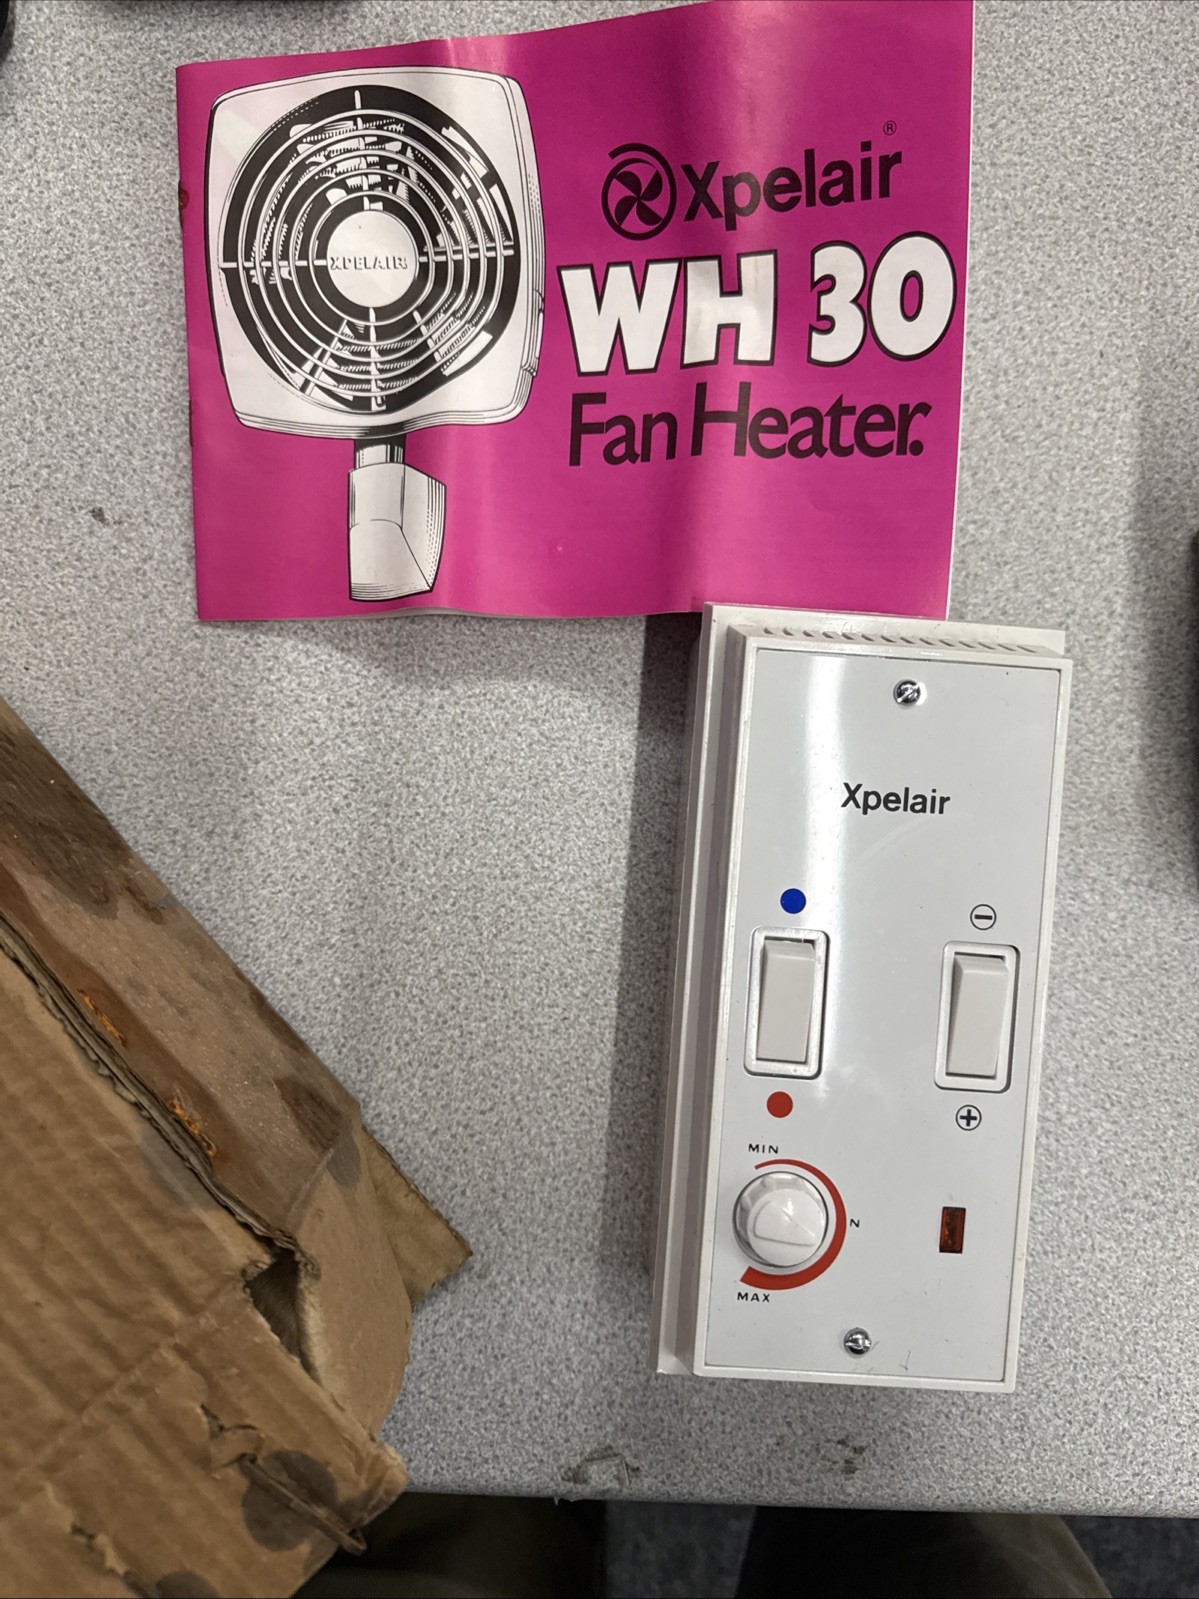 ®
Xpelair
WH 30
Fan Heater.
XPELAIR
Xpelair
−
+
MIN
N
MAX